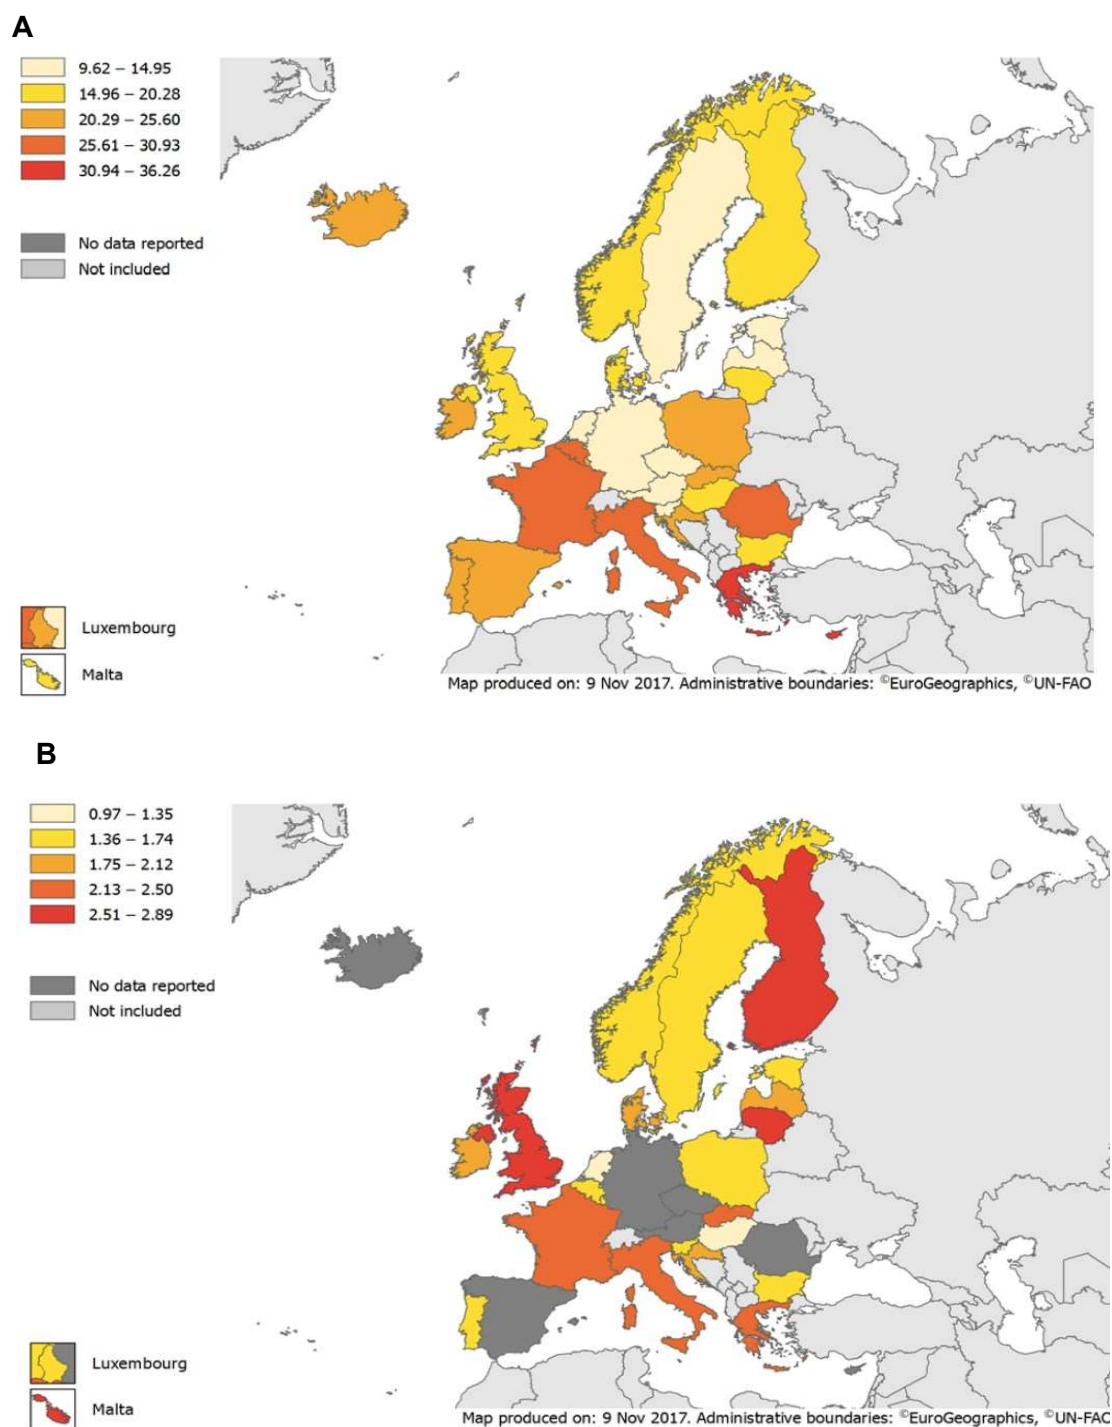 A
9.62 – 14.95
14.96 – 20.28
20.29 – 25.60
25.61 – 30.93
30.94 – 36.26
No data reported
Not included
Luxembourg
Malta
Map produced on: 9 Nov 2017. Administrative boundaries: ©EuroGeographics, ©UN-FAO
B
0.97 – 1.35
1.36 – 1.74
1.75 – 2.12
2.13 – 2.50
2.51 – 2.89
No data reported
Not included
Luxembourg
Malta
Map produced on: 9 Nov 2017. Administrative boundaries: ©EuroGeographics, ©UN-FAO